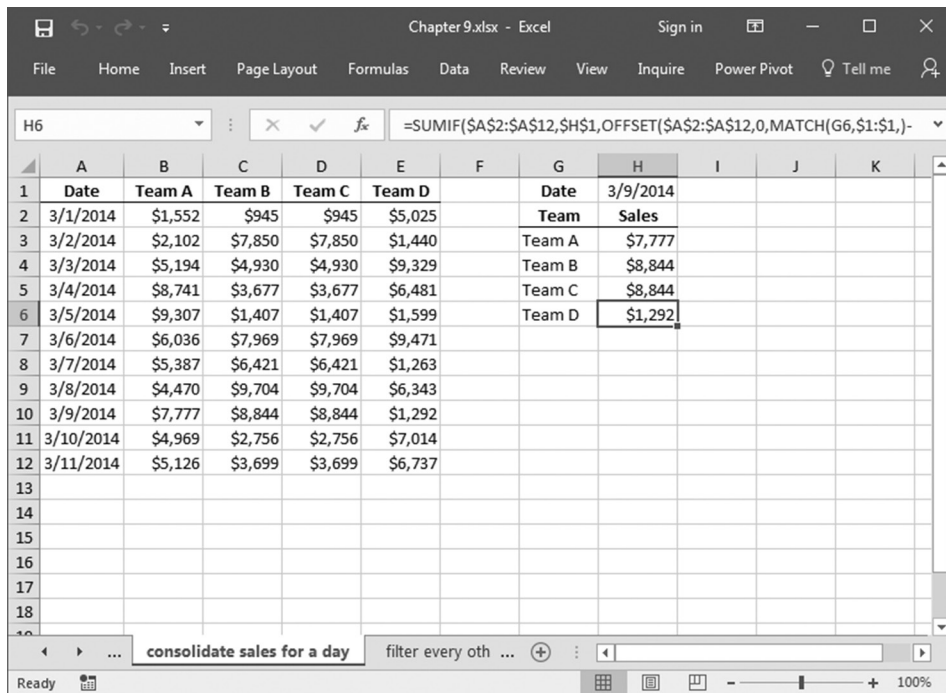 Chapter 9.xlsx - Excel Sign in
File Home Insert Page Layout Formulas Data Review View Inquire Power Pivot Tell me
H6 fx =SUMIF($A$2:$A$12,$H$1,OFFSET($A$2:$A$12,0,MATCH(G6,$1:$1,)-
A B C D E F G H I J K
1 Date Team A Team B Team C Team D Date 3/9/2014
2 3/1/2014 $1,552 $945 $945 $5,025 Team Sales
3 3/2/2014 $2,102 $7,850 $7,850 $1,440 Team A $7,777
4 3/3/2014 $5,194 $4,930 $4,930 $9,329 Team B $8,844
5 3/4/2014 $8,741 $3,677 $3,677 $6,481 Team C $8,844
6 3/5/2014 $9,307 $1,407 $1,407 $1,599 Team D $1,292
7 3/6/2014 $6,036 $7,969 $7,969 $9,471
8 3/7/2014 $5,387 $6,421 $6,421 $1,263
9 3/8/2014 $4,470 $9,704 $9,704 $6,343
10 3/9/2014 $7,777 $8,844 $8,844 $1,292
11 3/10/2014 $4,969 $2,756 $2,756 $7,014
12 3/11/2014 $5,126 $3,699 $3,699 $6,737
13
14
15
16
17
18
... consolidate sales for a day filter every oth ...
Ready 100%